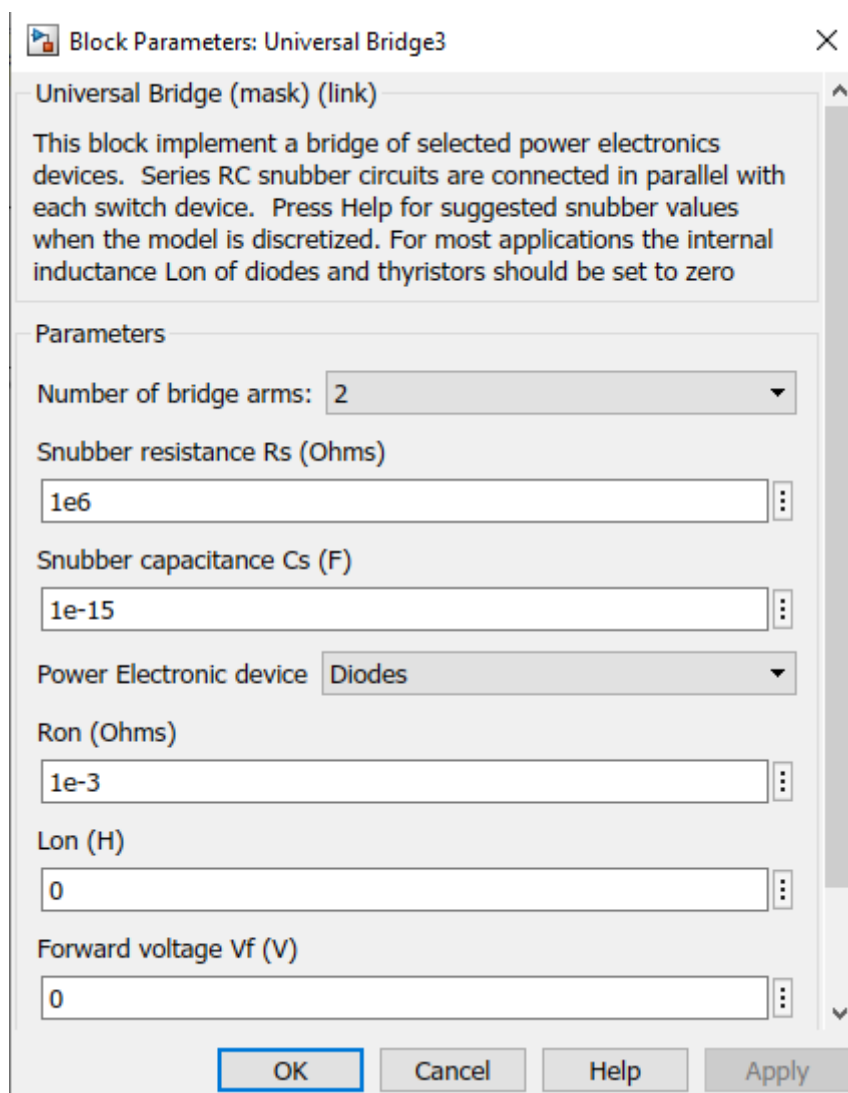 Block Parameters: Universal Bridge3
Universal Bridge (mask) (link)
This block implement a bridge of selected power electronics
devices.  Series RC snubber circuits are connected in parallel with
each switch device.  Press Help for suggested snubber values
when the model is discretized. For most applications the internal
inductance Lon of diodes and thyristors should be set to zero
Parameters
Number of bridge arms: 2
Snubber resistance Rs (Ohms)
1e6
Snubber capacitance Cs (F)
1e-15
Power Electronic device Diodes
Ron (Ohms)
1e-3
Lon (H)
0
Forward voltage Vf (V)
0
OK Cancel Help Apply